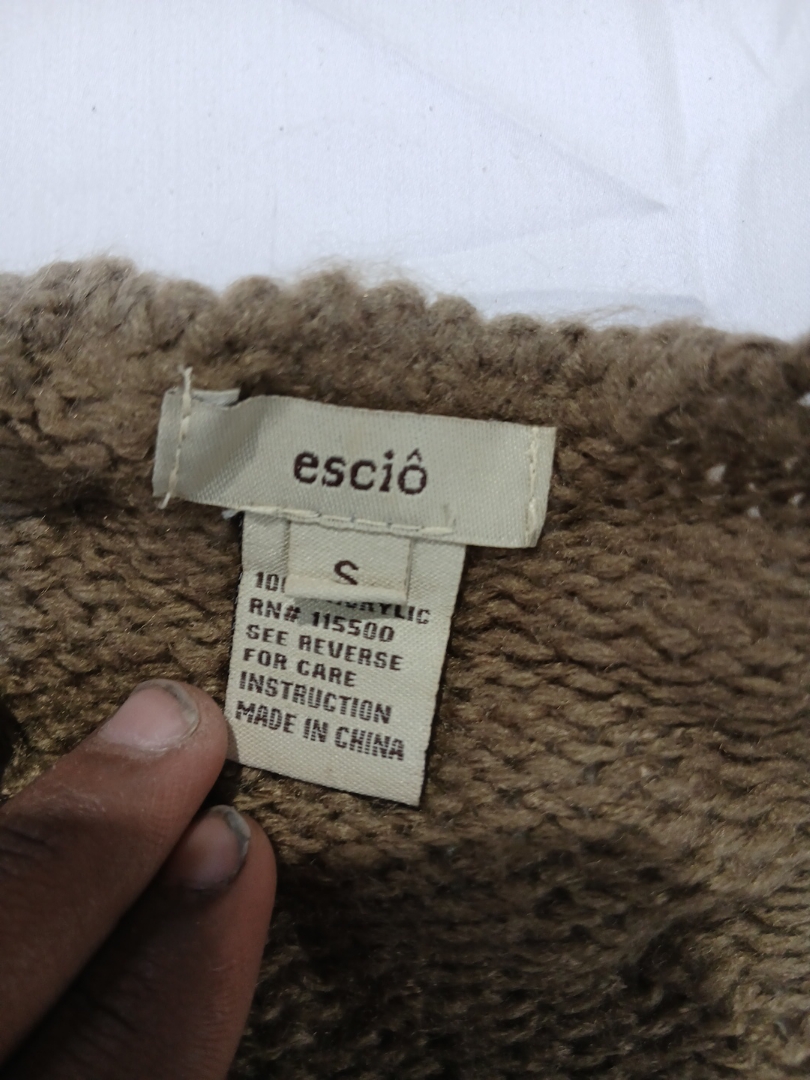 esciô
S
RN# 115500
SEE REVERSE
FOR CARE
INSTRUCTION
MADE IN CHINA